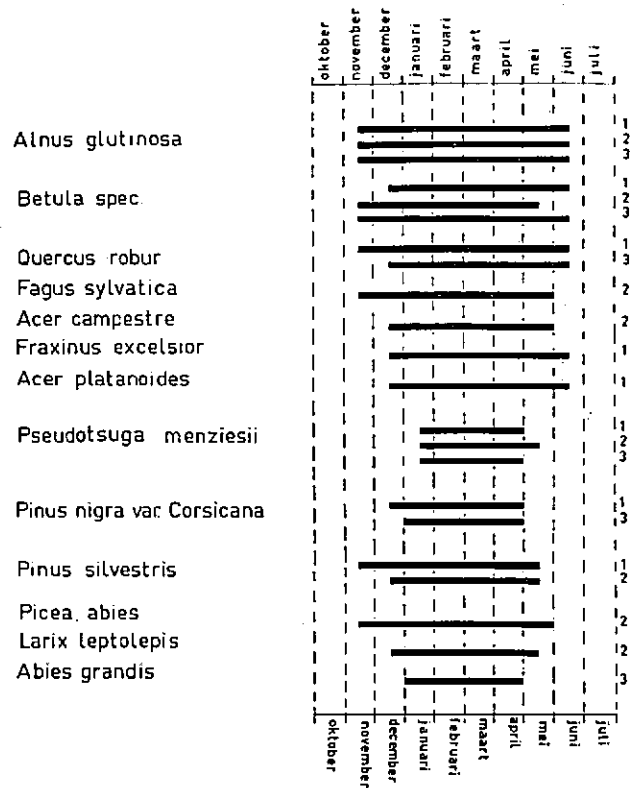 oktober november december januari februari maart april mei juni juli
Alnus glutinosa 1
2
3
Betula spec. 1
2
3
Quercus robur 1
3
Fagus sylvatica 2
Acer campestre 2
Fraxinus excelsior 1
Acer platanoides 1
Pseudotsuga menziesii 1
2
3
Pinus nigra var. Corsicana 1
3
Pinus silvestris 1
2
Picea abies 2
Larix leptolepis 2
Abies grandis 3
oktober november december januari februari maart april mei juni juli